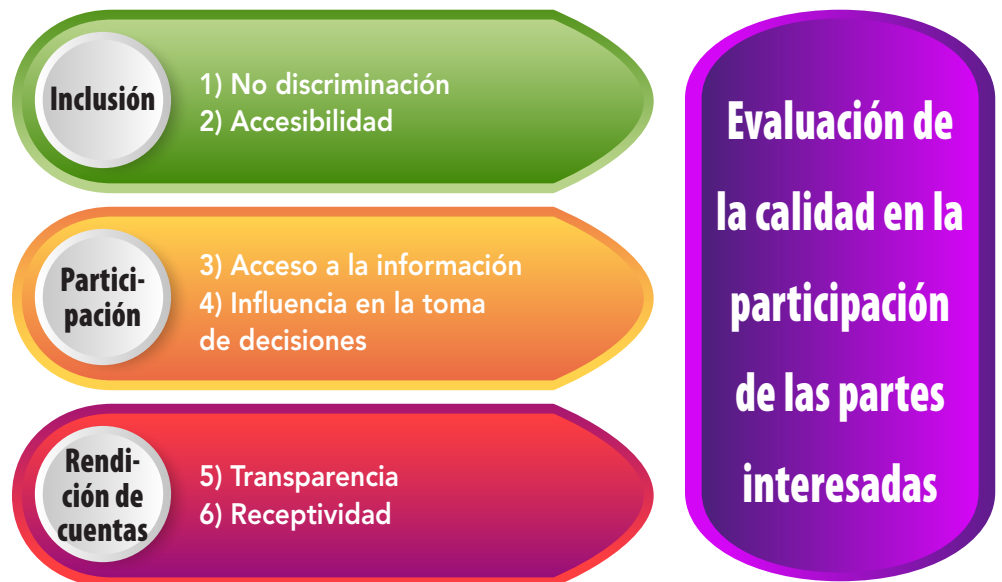 Inclusión
1) No discriminación
2) Accesibilidad
Partici-
pación
3) Acceso a la información
4) Influencia en la toma
de decisiones
Rendi-
ción de
cuentas
5) Transparencia
6) Receptividad
Evaluación de
la calidad en la
participación
de las partes
interesadas